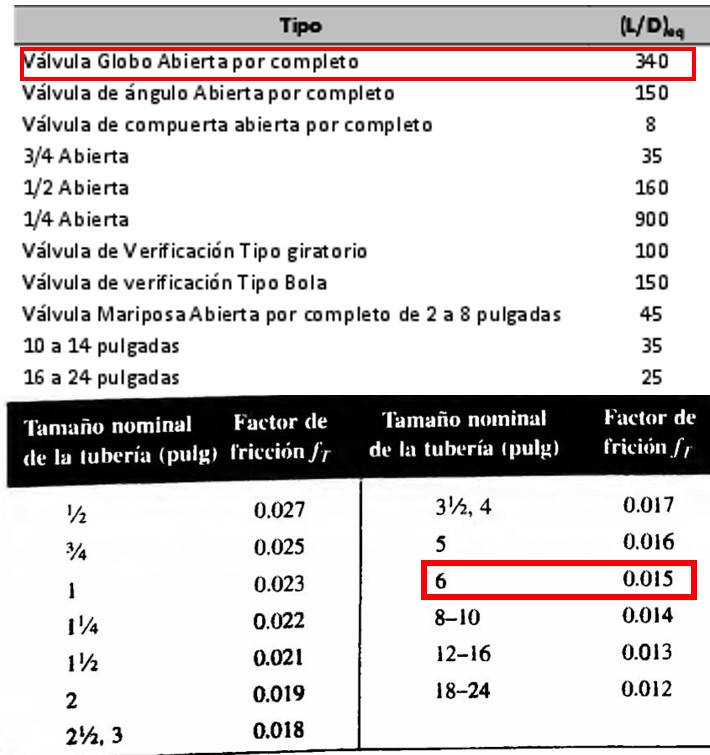 Tipo (L/D)eq
Válvula Globo Abierta por completo 340
Válvula de ángulo Abierta por completo 150
Válvula de compuerta abierta por completo 8
3/4 Abierta 35
1/2 Abierta 160
1/4 Abierta 900
Válvula de Verificación Tipo giratorio 100
Válvula de verificación Tipo Bola 150
Válvula Mariposa Abierta por completo de 2 a 8 pulgadas 45
10 a 14 pulgadas 35
16 a 24 pulgadas 25
Tamaño nominal Factor de Tamaño nominal Factor de
de la tubería (pulg) fricción fT de la tubería (pulg) frición fT
½ 0.027 3½, 4 0.017
¾ 0.025 5 0.016
1 0.023 6 0.015
1¼ 0.022 8–10 0.014
1½ 0.021 12–16 0.013
2 0.019 18–24 0.012
2½, 3 0.018